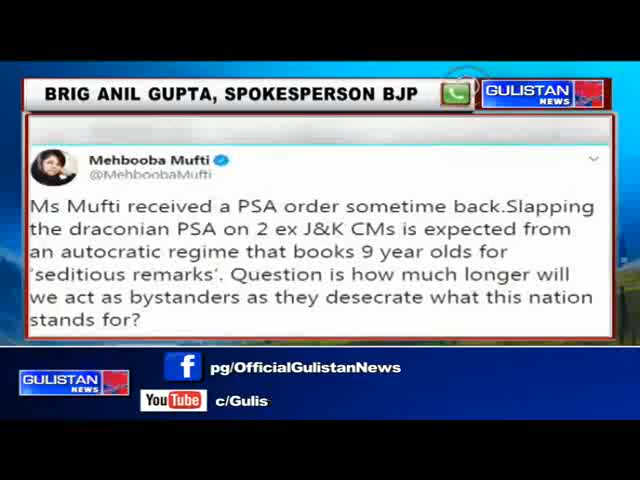 BRIG ANIL GUPTA, SPOKESPERSON BJP
GULISTAN
NEWS
Mehbooba Mufti
@MehboobaMufti
Ms Mufti received a PSA order sometime back.Slapping
the draconian PSA on 2 ex J&K CMs is expected from
an autocratic regime that books 9 year olds for
'seditious remarks'. Question is how much longer will
we act as bystanders as they desecrate what this nation
stands for?
GULISTAN
NEWS
f pg/OfficialGulistanNews
YouTube c/Gulis